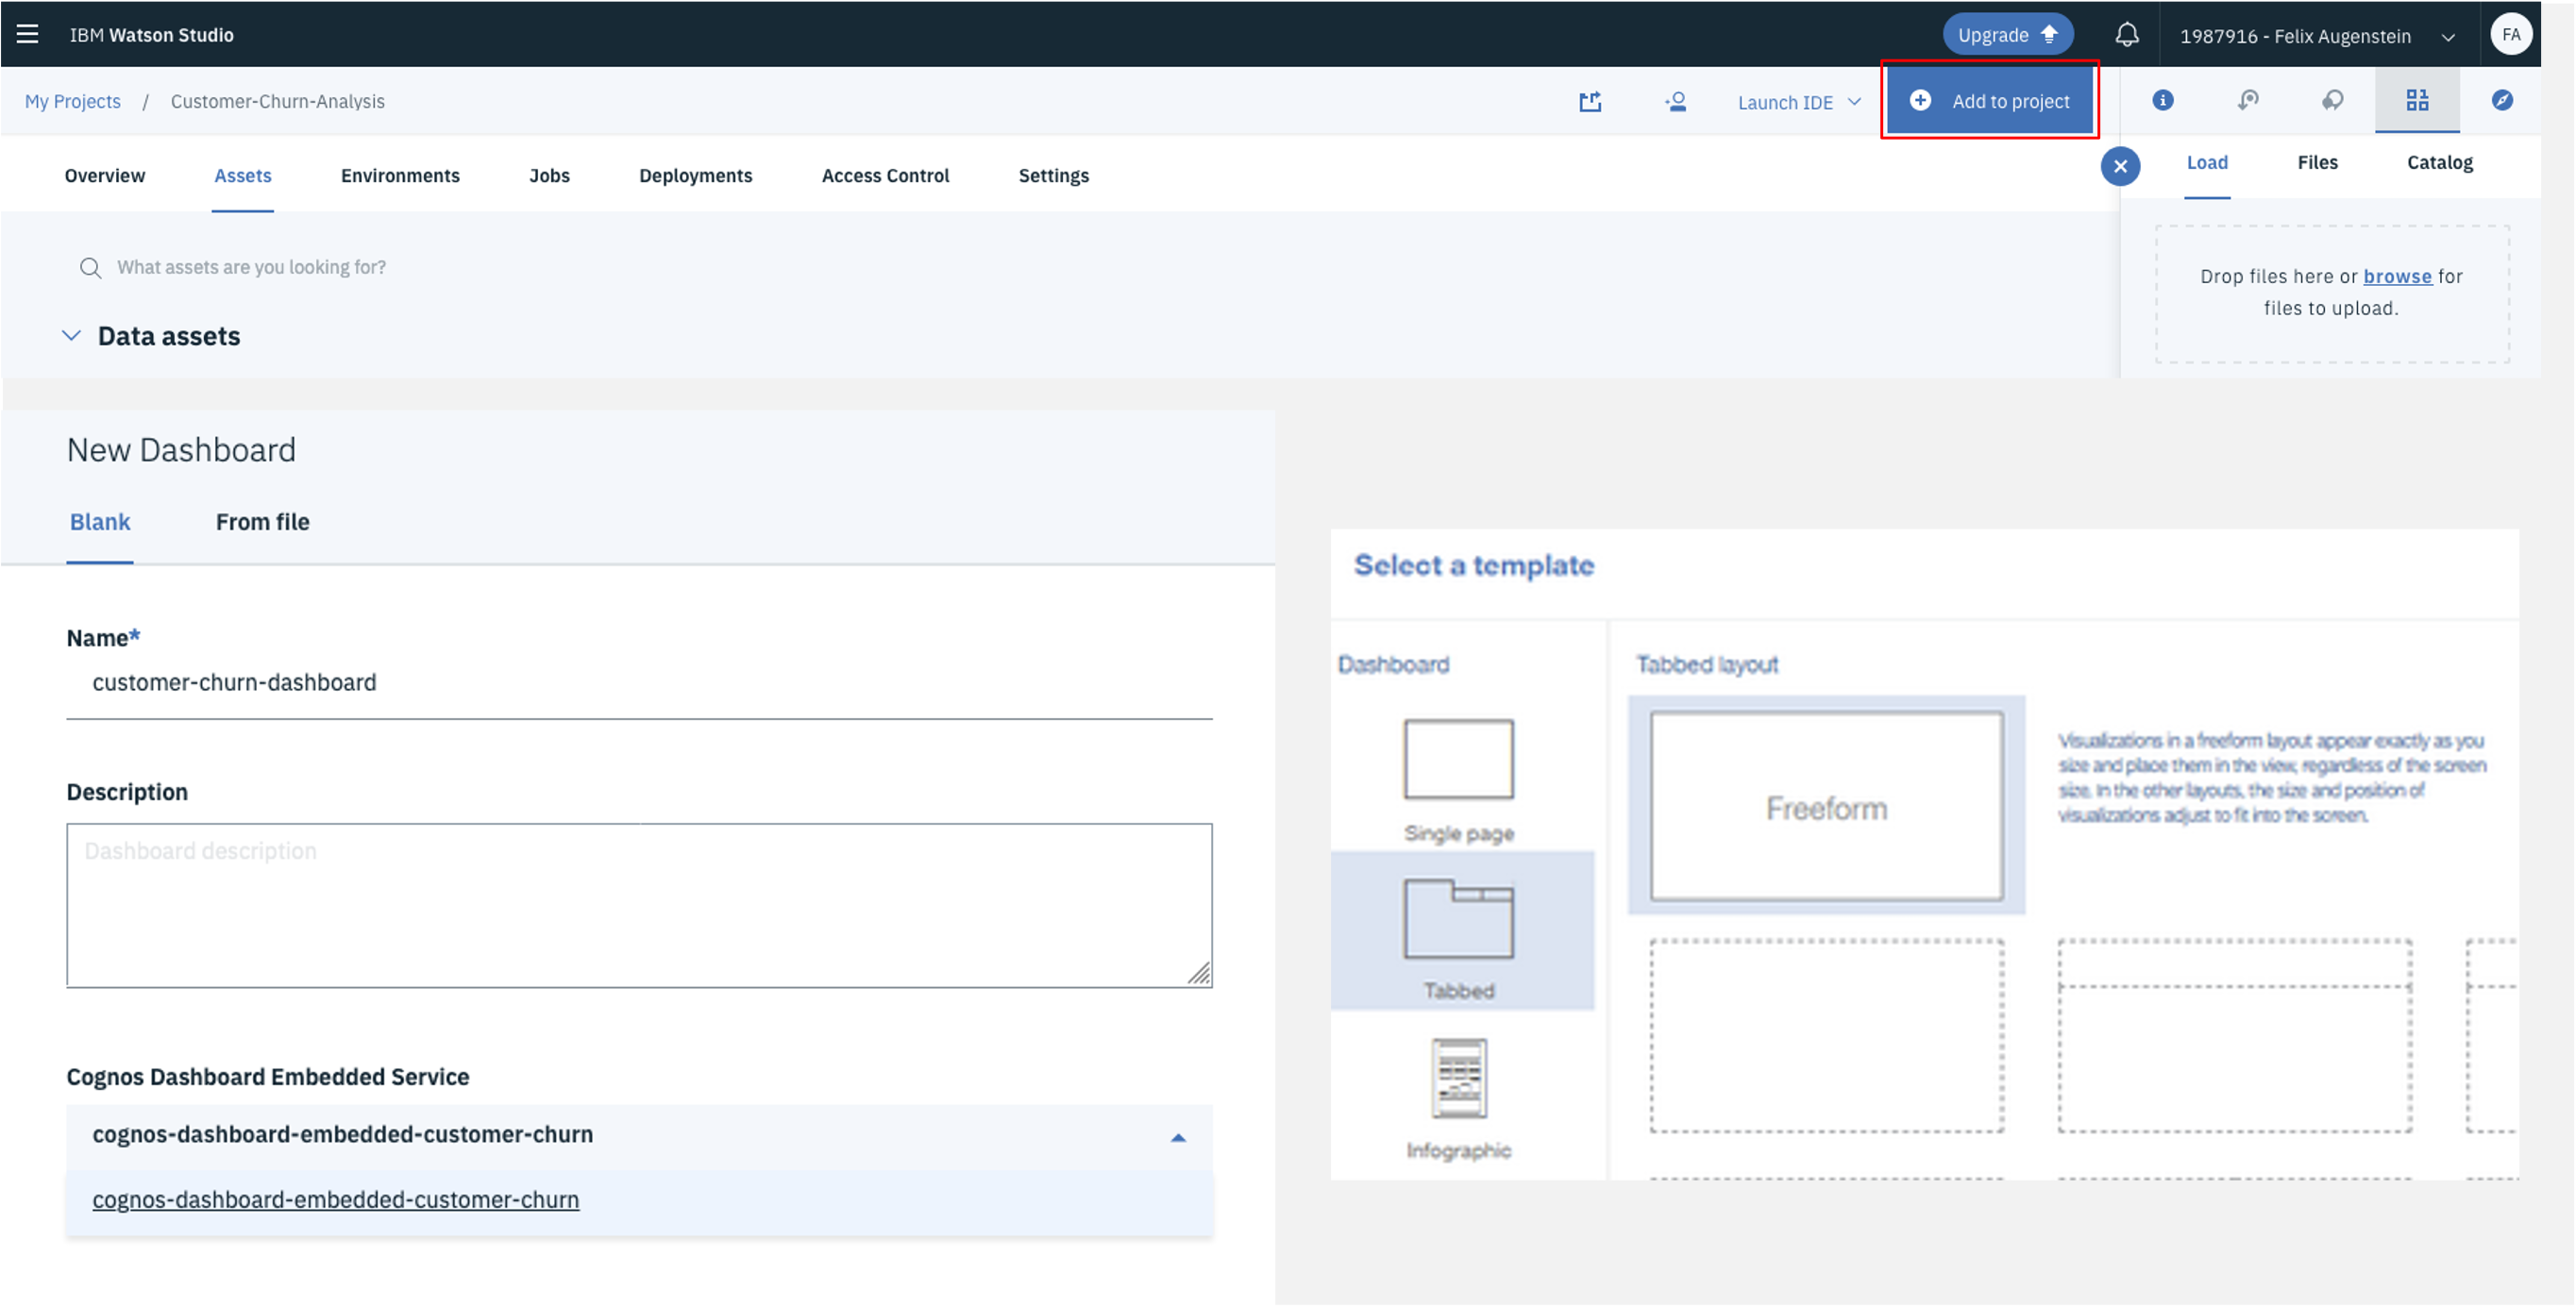 IBM Watson Studio
Upgrade
1987916 - Felix Augenstein
FA
My Projects / Customer-Churn-Analysis
Launch IDE
Add to project
Overview
Assets
Environments
Jobs
Deployments
Access Control
Settings
Load
Files
Catalog
What assets are you looking for?
Drop files here or browse for
files to upload.
Data assets
New Dashboard
Blank
From file
Name*
customer-churn-dashboard
Description
Dashboard description
Cognos Dashboard Embedded Service
cognos-dashboard-embedded-customer-churn
cognos-dashboard-embedded-customer-churn
Select a template
Dashboard
Single page
Tabbed
Infographic
Tabbed layout
Freeform
Visualizations in a freeform layout appear exactly as you
size and place them in the view, regardless of the screen
size. In the other layouts, the size and position of
visualizations adjust to fit into the screen.